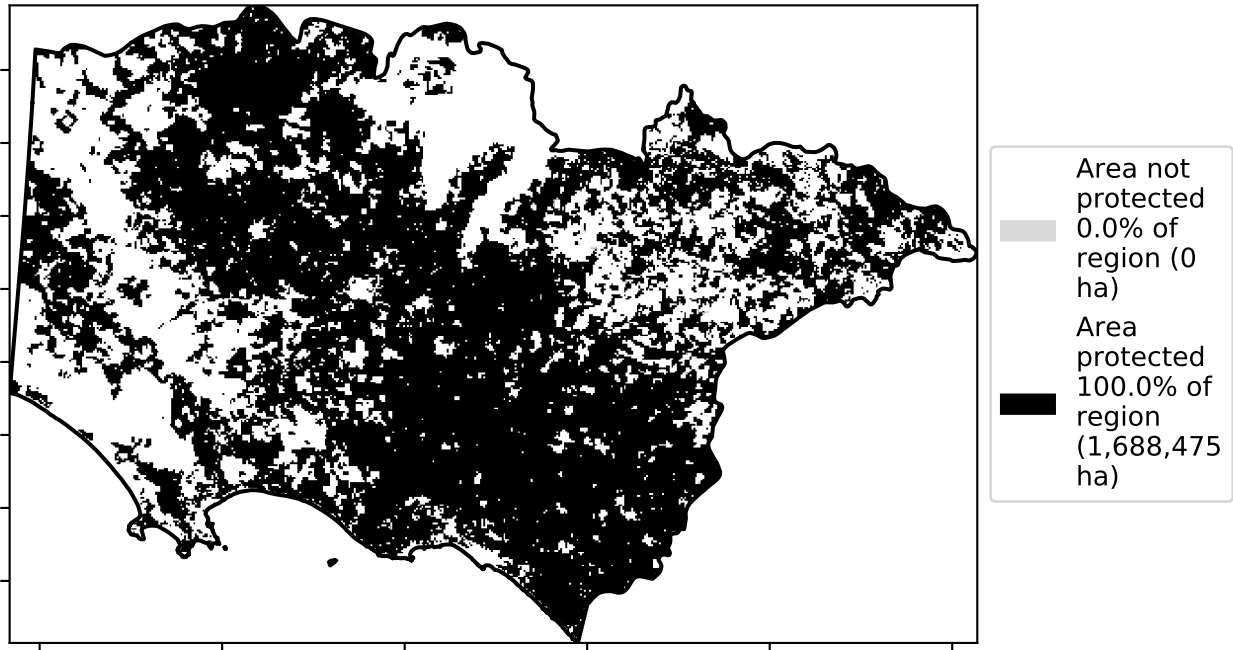 Area not
protected
0.0% of
region (0
ha)
Area
protected
100.0% of
region
(1,688,475
ha)